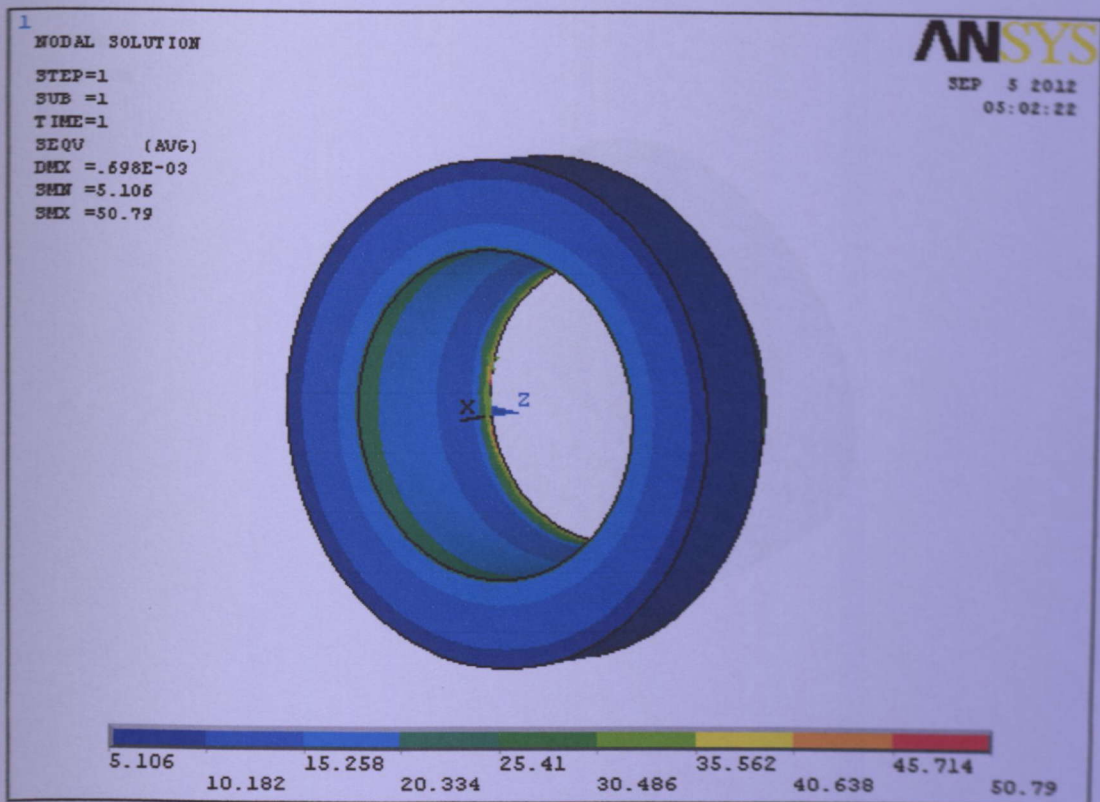 1
NODAL SOLUTION
STEP=1
SUB =1
TIME=1
SEQV (AVG)
DMX =.698E-03
SMN =5.106
SMX =50.79
ANSYS
SEP 5 2012
05:02:22
X
Z
5.106
10.182
15.258
20.334
25.41
30.486
35.562
40.638
45.714
50.79